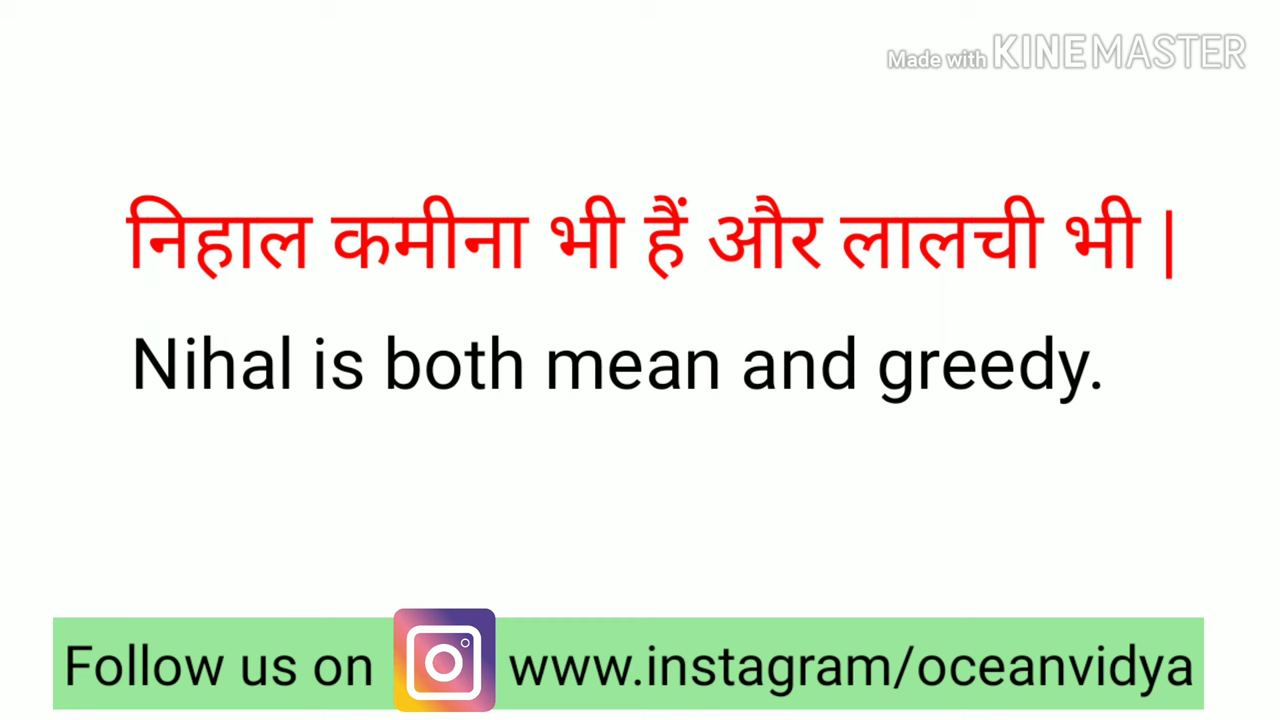 Made with KINEMASTER
निहाल कमीना भी हैं और लालची भी |
Nihal is both mean and greedy.
Follow us on www.instagram/oceanvidya